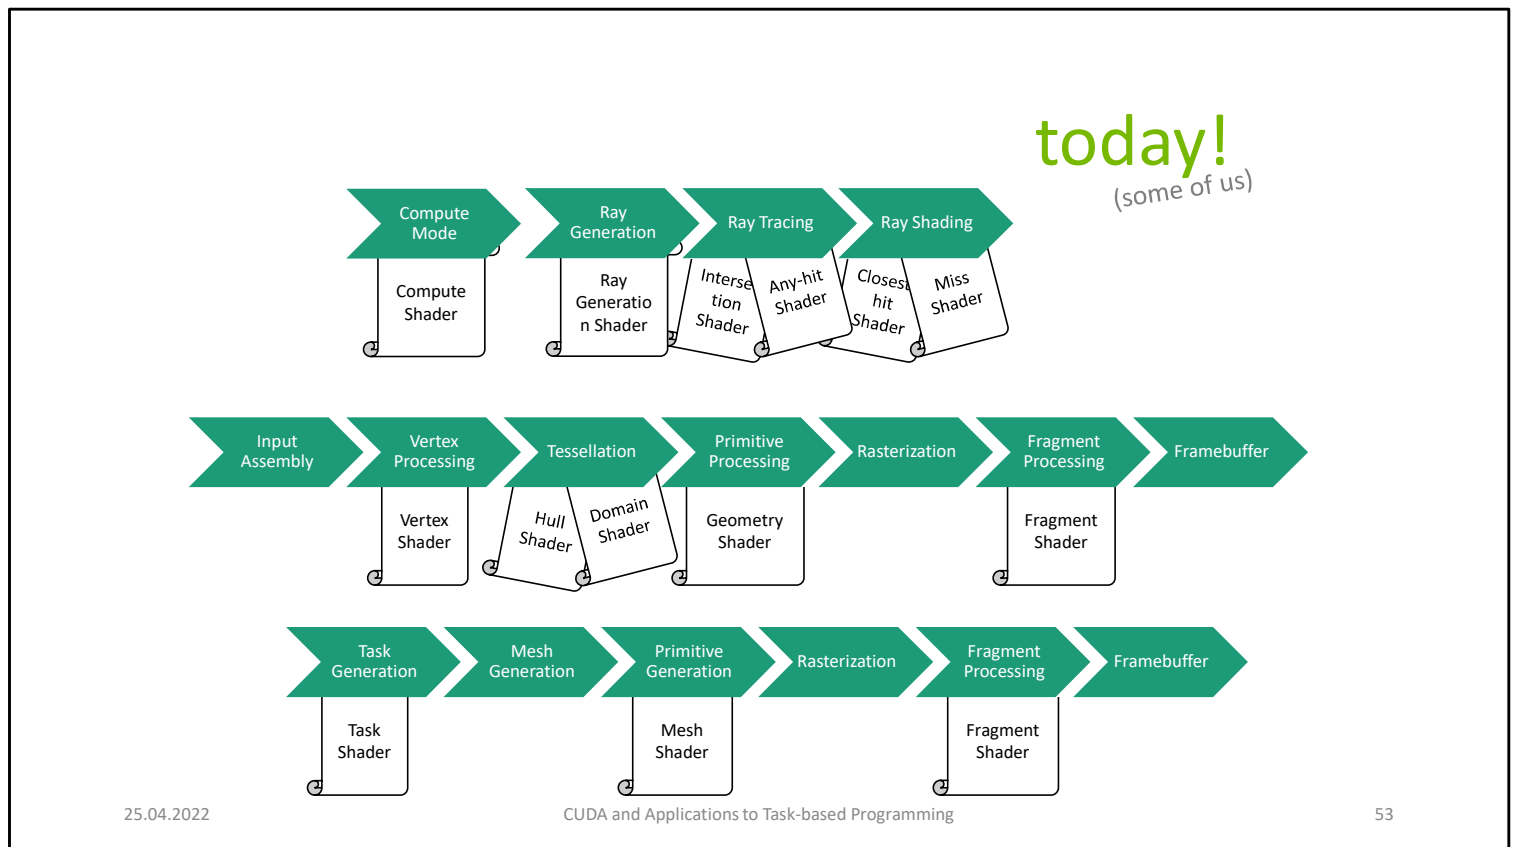 today!
(some of us)
Compute
Mode
Ray
Generation
Ray Tracing
Ray Shading
Compute
Shader
Ray
Generatio
n Shader
Interse
tion
Shader
Any-hit
Shader
Closest
hit
Shader
Miss
Shader
Input
Assembly
Vertex
Processing
Tessellation
Primitive
Processing
Rasterization
Fragment
Processing
Framebuffer
Vertex
Shader
Hull
Shader
Domain
Shader
Geometry
Shader
Fragment
Shader
Task
Generation
Mesh
Generation
Primitive
Generation
Rasterization
Fragment
Processing
Framebuffer
Task
Shader
Mesh
Shader
Fragment
Shader
25.04.2022
CUDA and Applications to Task-based Programming
53